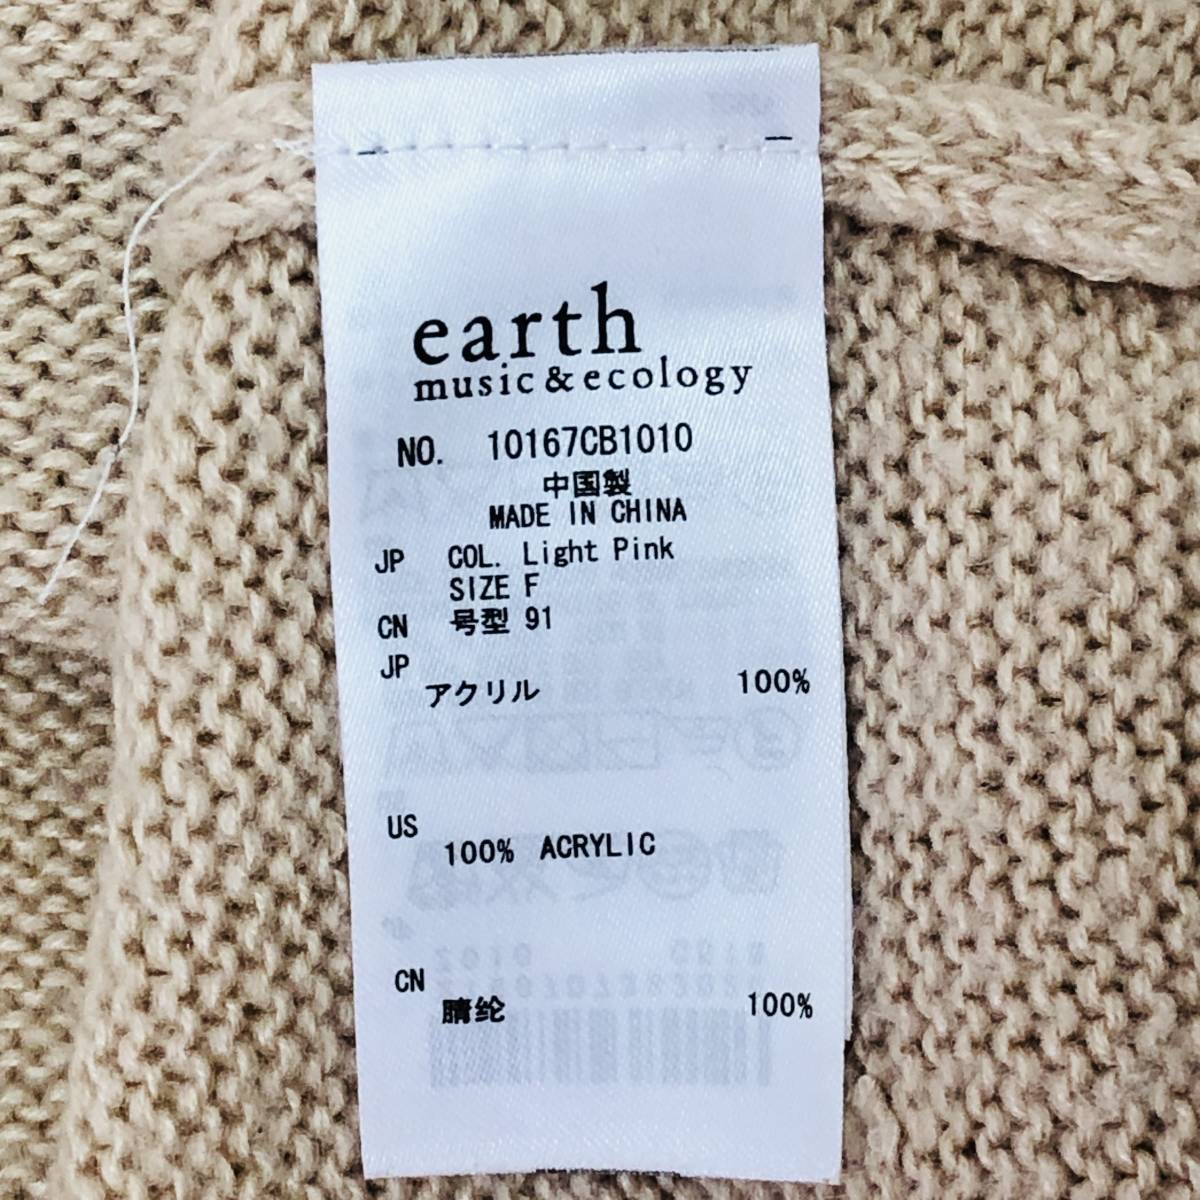 earth
music & ecology
NO. 10167CB1010
中国製
MADE IN CHINA
JP COL. Light Pink
SIZE F
CN 号型 91
JP
アクリル 100%
US
100% ACRYLIC
CN
腈纶 100%